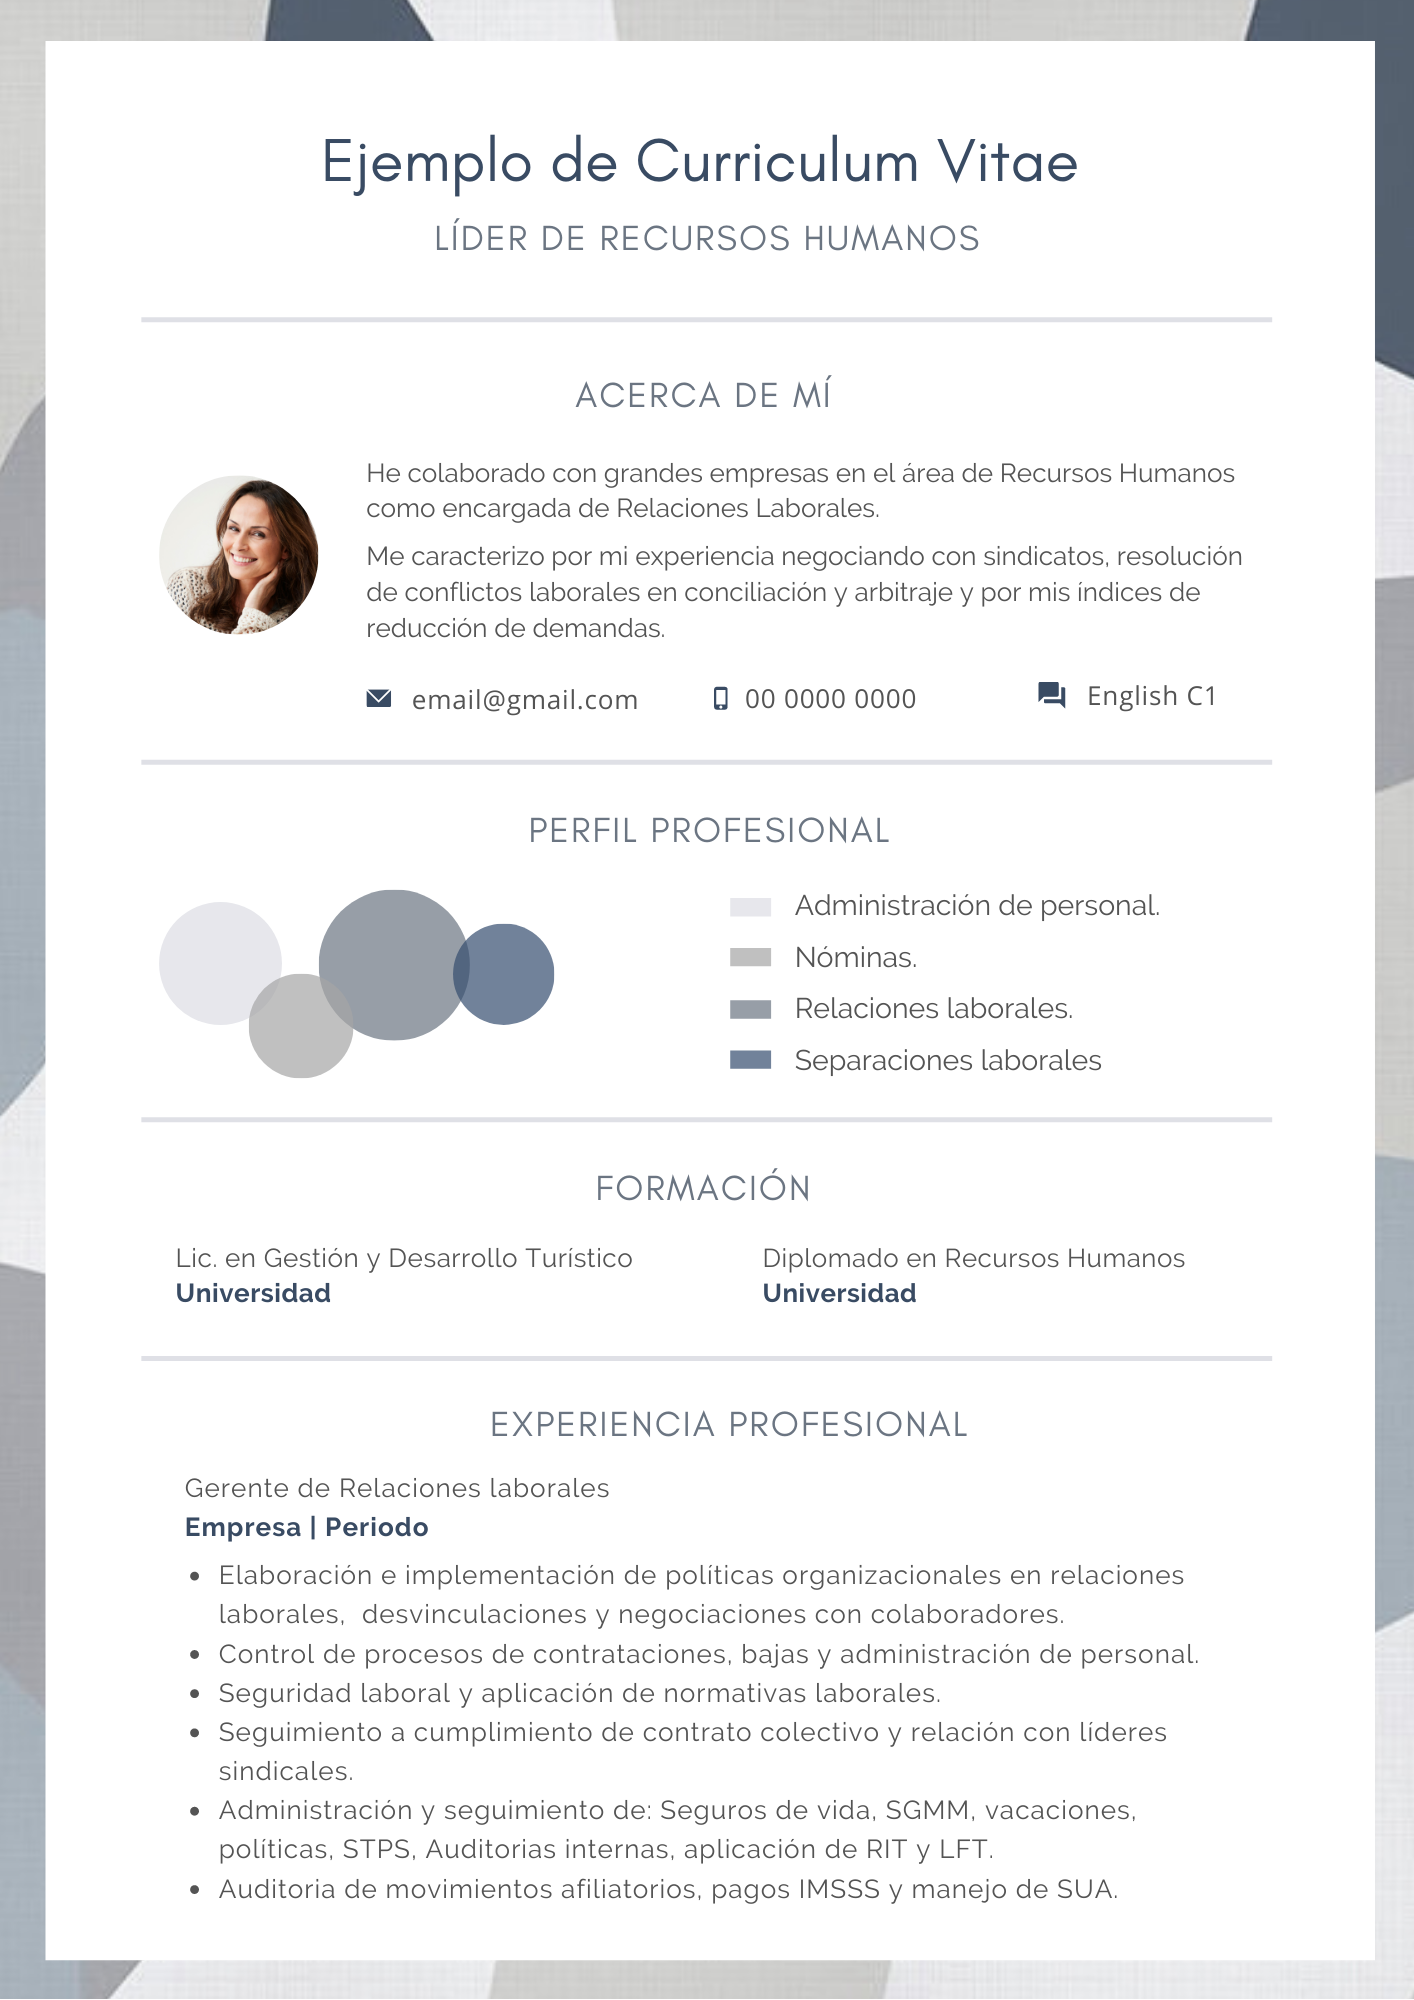 Ejemplo de Curriculum Vitae
LÍDER DE RECURSOS HUMANOS
ACERCA DE MÍ
He colaborado con grandes empresas en el área de Recursos Humanos
como encargada de Relaciones Laborales.
Me caracterizo por mi experiencia negociando con sindicatos, resolución
de conflictos laborales en conciliación y arbitraje y por mis índices de
reducción de demandas.
email@gmail.com
00 0000 0000
English C1
PERFIL PROFESIONAL
Administración de personal.
Nóminas.
Relaciones laborales.
Separaciones laborales
FORMACIÓN
Lic. en Gestión y Desarrollo Turístico
Universidad
Diplomado en Recursos Humanos
Universidad
EXPERIENCIA PROFESIONAL
Gerente de Relaciones laborales
Empresa | Periodo
• Elaboración e implementación de políticas organizacionales en relaciones
laborales,  desvinculaciones y negociaciones con colaboradores.
• Control de procesos de contrataciones, bajas y administración de personal.
• Seguridad laboral y aplicación de normativas laborales.
• Seguimiento a cumplimiento de contrato colectivo y relación con líderes
sindicales.
• Administración y seguimiento de: Seguros de vida, SGMM, vacaciones,
políticas, STPS, Auditorias internas, aplicación de RIT y LFT.
• Auditoria de movimientos afiliatorios, pagos IMSSS y manejo de SUA.